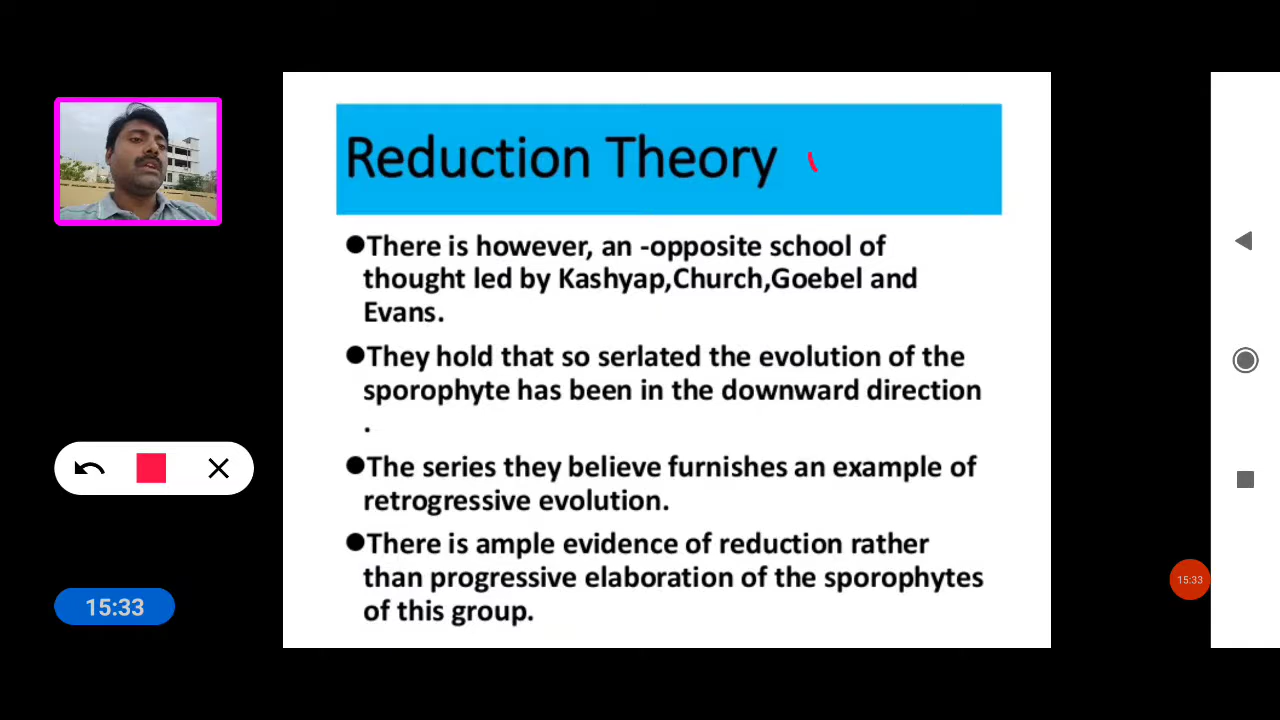 Reduction Theory
●There is however, an -opposite school of
thought led by Kashyap,Church,Goebel and
Evans.
●They hold that so serlated the evolution of the
sporophyte has been in the downward direction
.
●The series they believe furnishes an example of
retrogressive evolution.
●There is ample evidence of reduction rather
than progressive elaboration of the sporophytes
of this group.
15:33
15:33